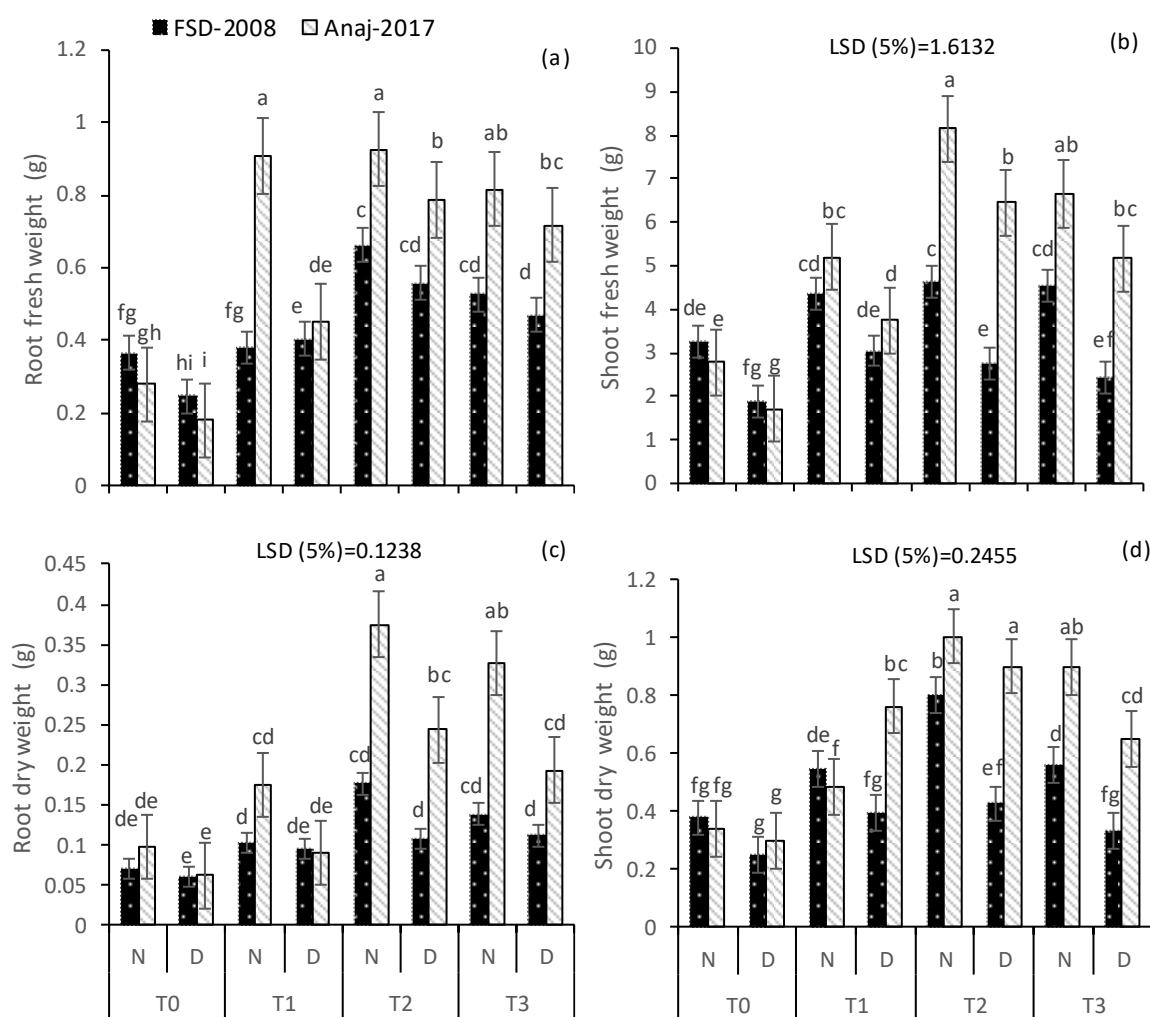 FSD-2008 Anaj-2017
(a)
Root fresh weight (g)
1.2
1
0.8
0.6
0.4
0.2
0
fg gh hi i fg a e de c a cd b cd ab d bc
LSD (5%)=1.6132
(b)
Shoot fresh weight (g)
10
9
8
7
6
5
4
3
2
1
0
de e fg g cd bc de d c a e b cd ab ef bc
LSD (5%)=0.1238
(c)
Root dry weight (g)
0.45
0.4
0.35
0.3
0.25
0.2
0.15
0.1
0.05
0
de de e e d cd de de cd a d bc cd ab d cd
N D N D N D N D
T0 T1 T2 T3
LSD (5%)=0.2455
(d)
Shoot dry weight (g)
1.2
1
0.8
0.6
0.4
0.2
0
fg fg g g de f fg bc b a ef a d ab fg cd
N D N D N D N D
T0 T1 T2 T3